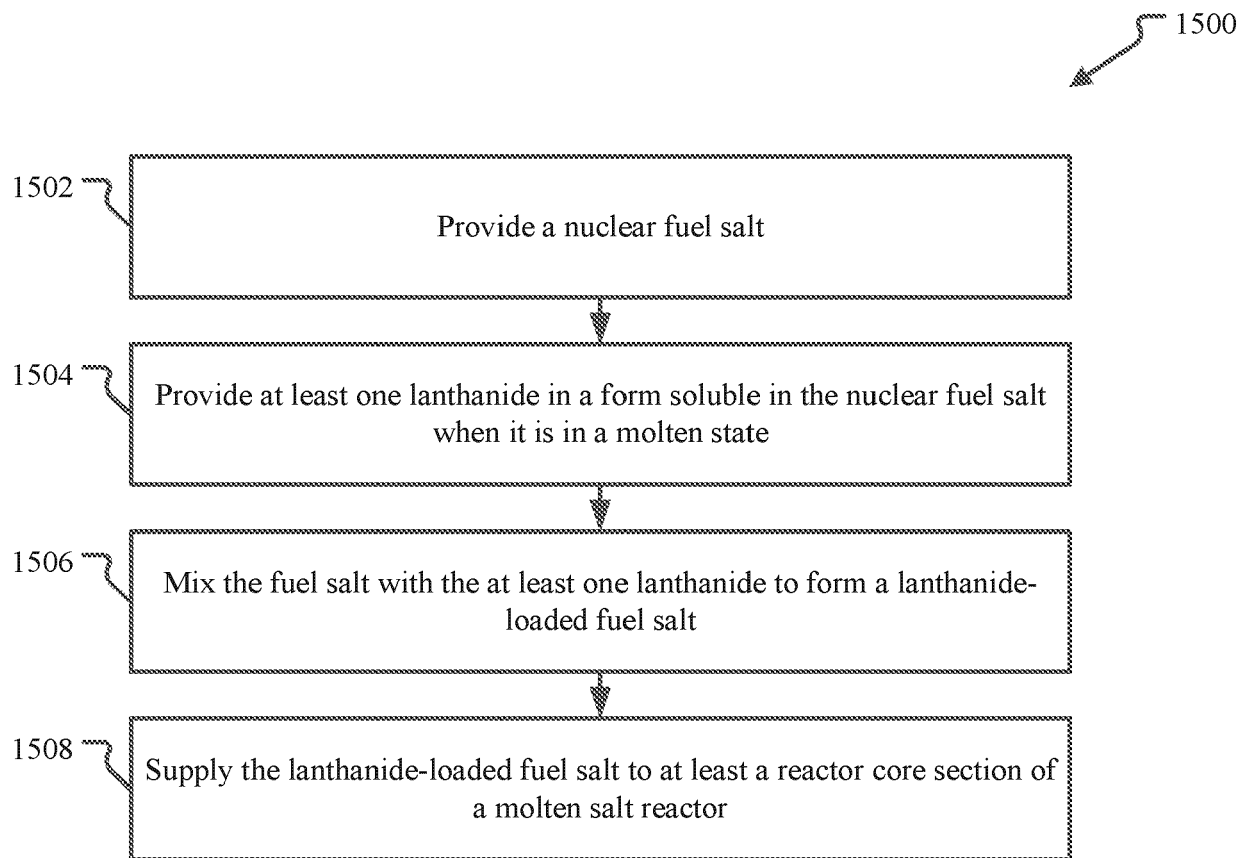 1500
1502
Provide a nuclear fuel salt
1504
Provide at least one lanthanide in a form soluble in the nuclear fuel salt
when it is in a molten state
1506
Mix the fuel salt with the at least one lanthanide to form a lanthanide-
loaded fuel salt
1508
Supply the lanthanide-loaded fuel salt to at least a reactor core section of
a molten salt reactor